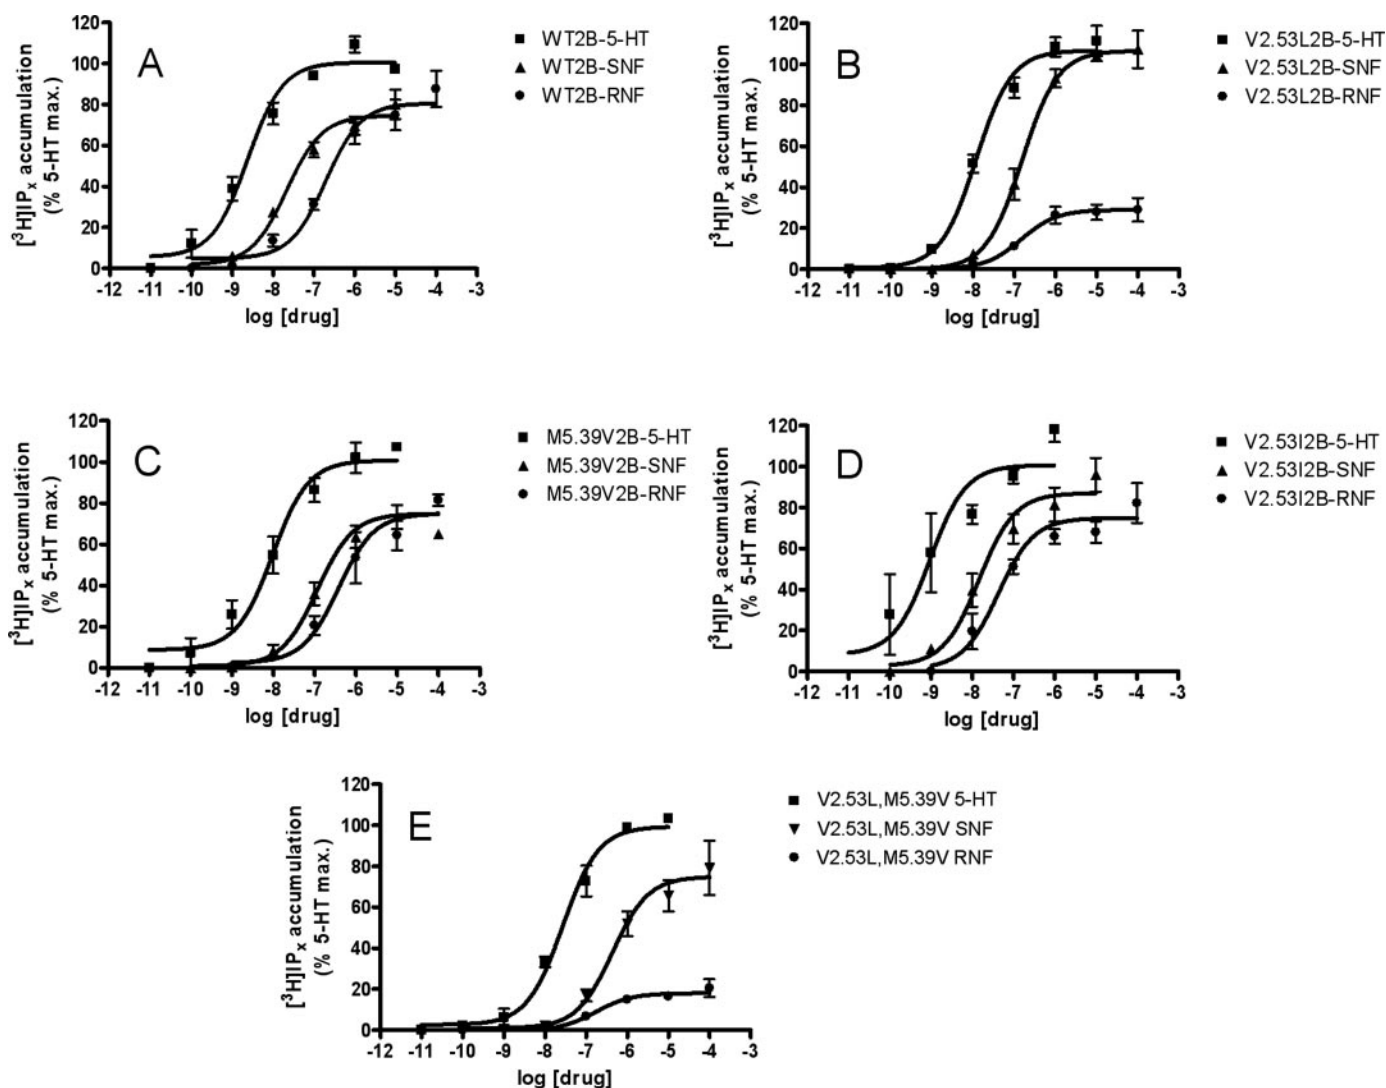 A
[³H]IPx accumulation
(% 5-HT max.)
120
100
80
60
40
20
0
-12 -11 -10 -9 -8 -7 -6 -5 -4 -3
log [drug]
WT2B-5-HT
WT2B-SNF
WT2B-RNF
B
[³H]IPx accumulation
(% 5-HT max.)
120
100
80
60
40
20
0
-12 -11 -10 -9 -8 -7 -6 -5 -4 -3
log [drug]
V2.53L2B-5-HT
V2.53L2B-SNF
V2.53L2B-RNF
C
[³H]IPx accumulation
(% 5-HT max.)
120
100
80
60
40
20
0
-12 -11 -10 -9 -8 -7 -6 -5 -4 -3
log [drug]
M5.39V2B-5-HT
M5.39V2B-SNF
M5.39V2B-RNF
D
[³H]IPx accumulation
(% 5-HT max.)
120
100
80
60
40
20
0
-12 -11 -10 -9 -8 -7 -6 -5 -4 -3
log [drug]
V2.53I2B-5-HT
V2.53I2B-SNF
V2.53I2B-RNF
E
[³H]IPx accumulation
(% 5-HT max.)
120
100
80
60
40
20
0
-12 -11 -10 -9 -8 -7 -6 -5 -4 -3
log [drug]
V2.53L,M5.39V 5-HT
V2.53L,M5.39V SNF
V2.53L,M5.39V RNF